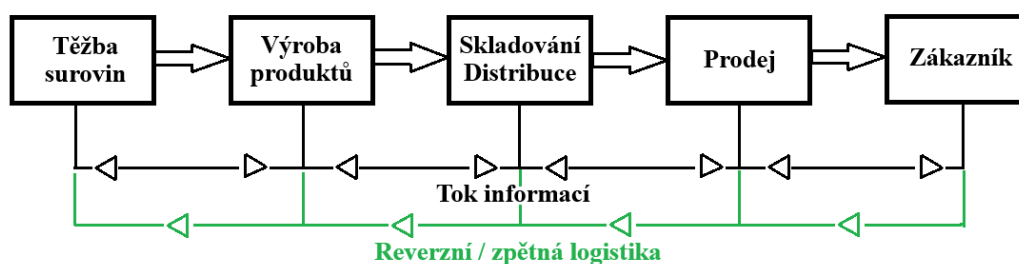 Těžba
surovin
Výroba
produktů
Skladování
Distribuce
Prodej
Zákazník
Tok informací
Reverzní / zpětná logistika